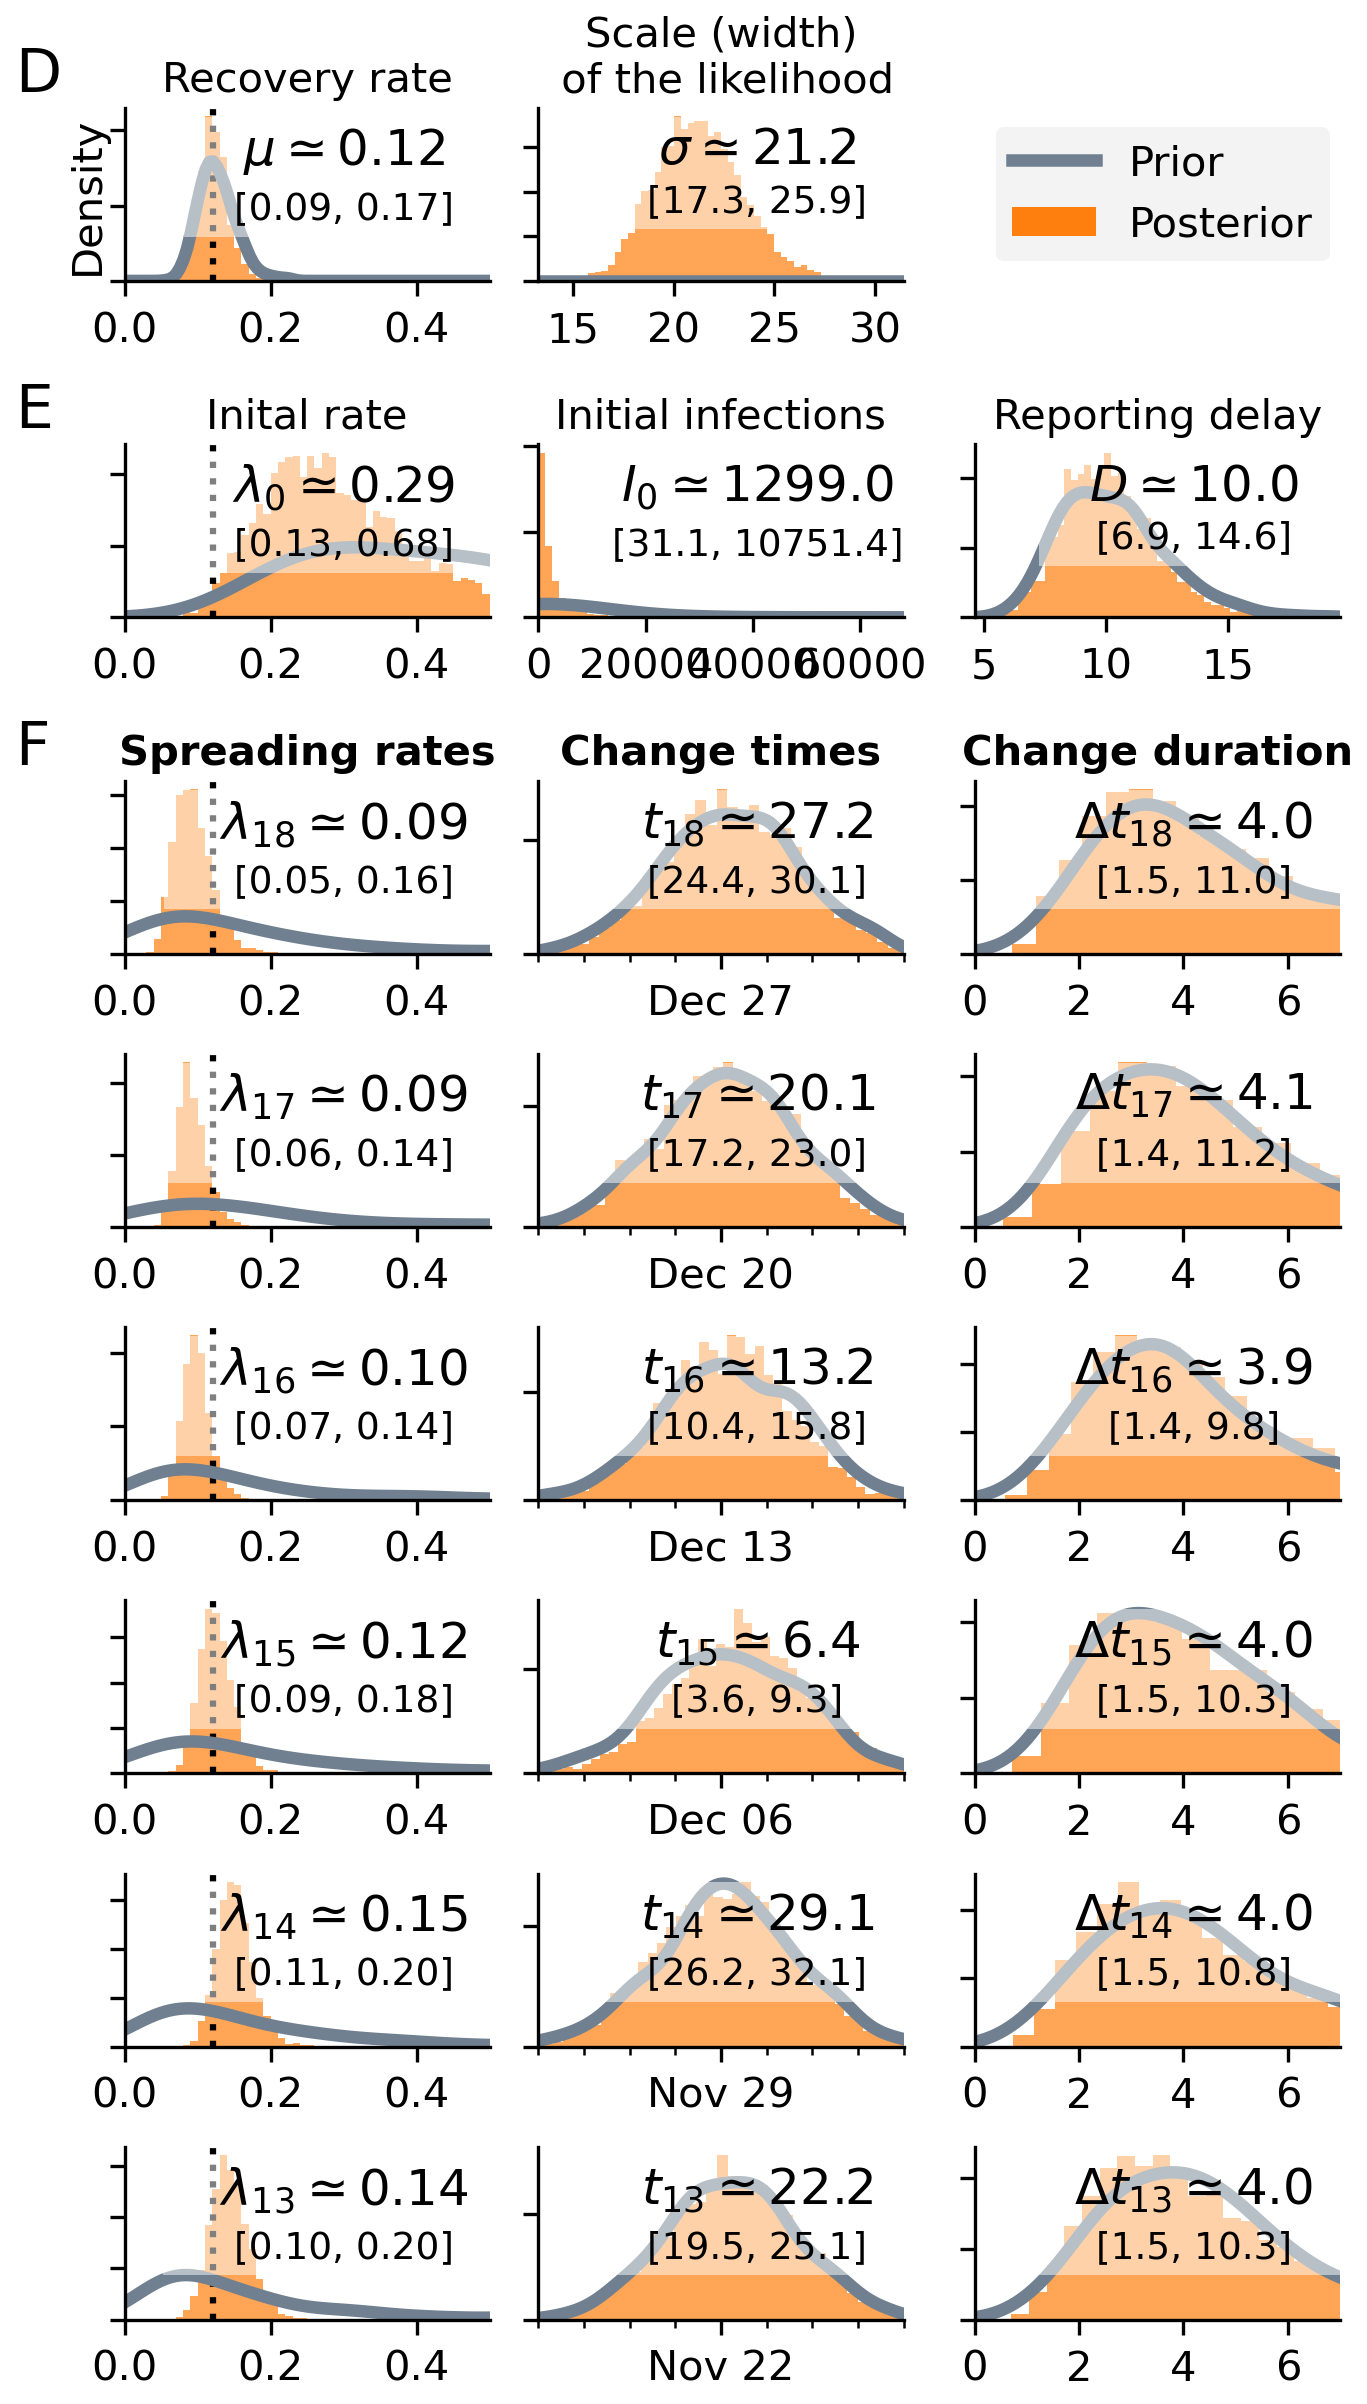 D
Recovery rate
Scale (width)
of the likelihood
Density
μ ≃ 0.12
[0.09, 0.17]
0.0 0.2 0.4
σ ≃ 21.2
[17.3, 25.9]
15 20 25 30
Prior
Posterior
E
Inital rate
λ0 ≃ 0.29
[0.13, 0.68]
0.0 0.2 0.4
Initial infections
I0 ≃ 1299.0
[31.1, 10751.4]
0 20000 40000 60000
Reporting delay
D ≃ 10.0
[6.9, 14.6]
5 10 15
F
Spreading rates
Change times
Change duration
λ18 ≃ 0.09
[0.05, 0.16]
0.0 0.2 0.4
t18 ≃ 27.2
[24.4, 30.1]
Dec 27
Δt18 ≃ 4.0
[1.5, 11.0]
0 2 4 6
λ17 ≃ 0.09
[0.06, 0.14]
0.0 0.2 0.4
t17 ≃ 20.1
[17.2, 23.0]
Dec 20
Δt17 ≃ 4.1
[1.4, 11.2]
0 2 4 6
λ16 ≃ 0.10
[0.07, 0.14]
0.0 0.2 0.4
t16 ≃ 13.2
[10.4, 15.8]
Dec 13
Δt16 ≃ 3.9
[1.4, 9.8]
0 2 4 6
λ15 ≃ 0.12
[0.09, 0.18]
0.0 0.2 0.4
t15 ≃ 6.4
[3.6, 9.3]
Dec 06
Δt15 ≃ 4.0
[1.5, 10.3]
0 2 4 6
λ14 ≃ 0.15
[0.11, 0.20]
0.0 0.2 0.4
t14 ≃ 29.1
[26.2, 32.1]
Nov 29
Δt14 ≃ 4.0
[1.5, 10.8]
0 2 4 6
λ13 ≃ 0.14
[0.10, 0.20]
0.0 0.2 0.4
t13 ≃ 22.2
[19.5, 25.1]
Nov 22
Δt13 ≃ 4.0
[1.5, 10.3]
0 2 4 6